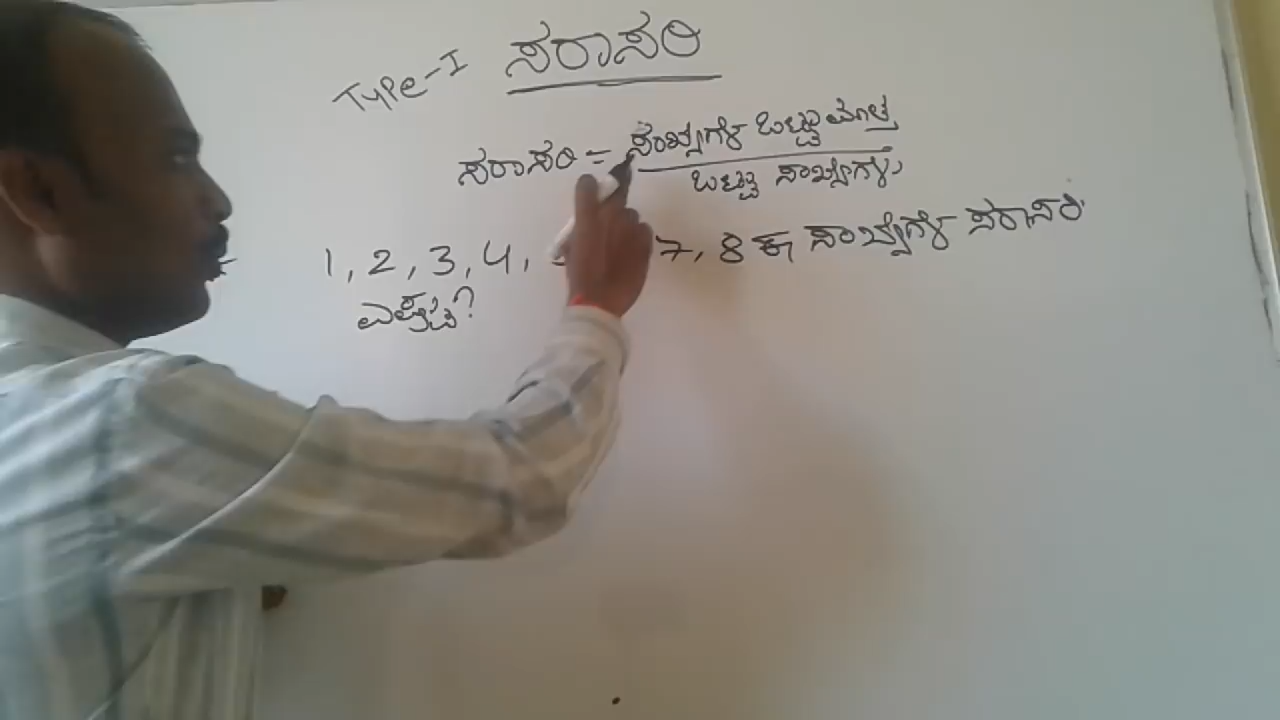 Type-I ಸರಾಸರಿ
ಸರಾಸರಿ = ಸಂಖ್ಯೆಗಳ ಒಟ್ಟು ಮೊತ್ತ
ಒಟ್ಟು ಸಂಖ್ಯೆಗಳು
1, 2, 3, 4, 7, 8 ಈ ಸಂಖ್ಯೆಗಳ ಸರಾಸರಿ
ಎಷ್ಟು?